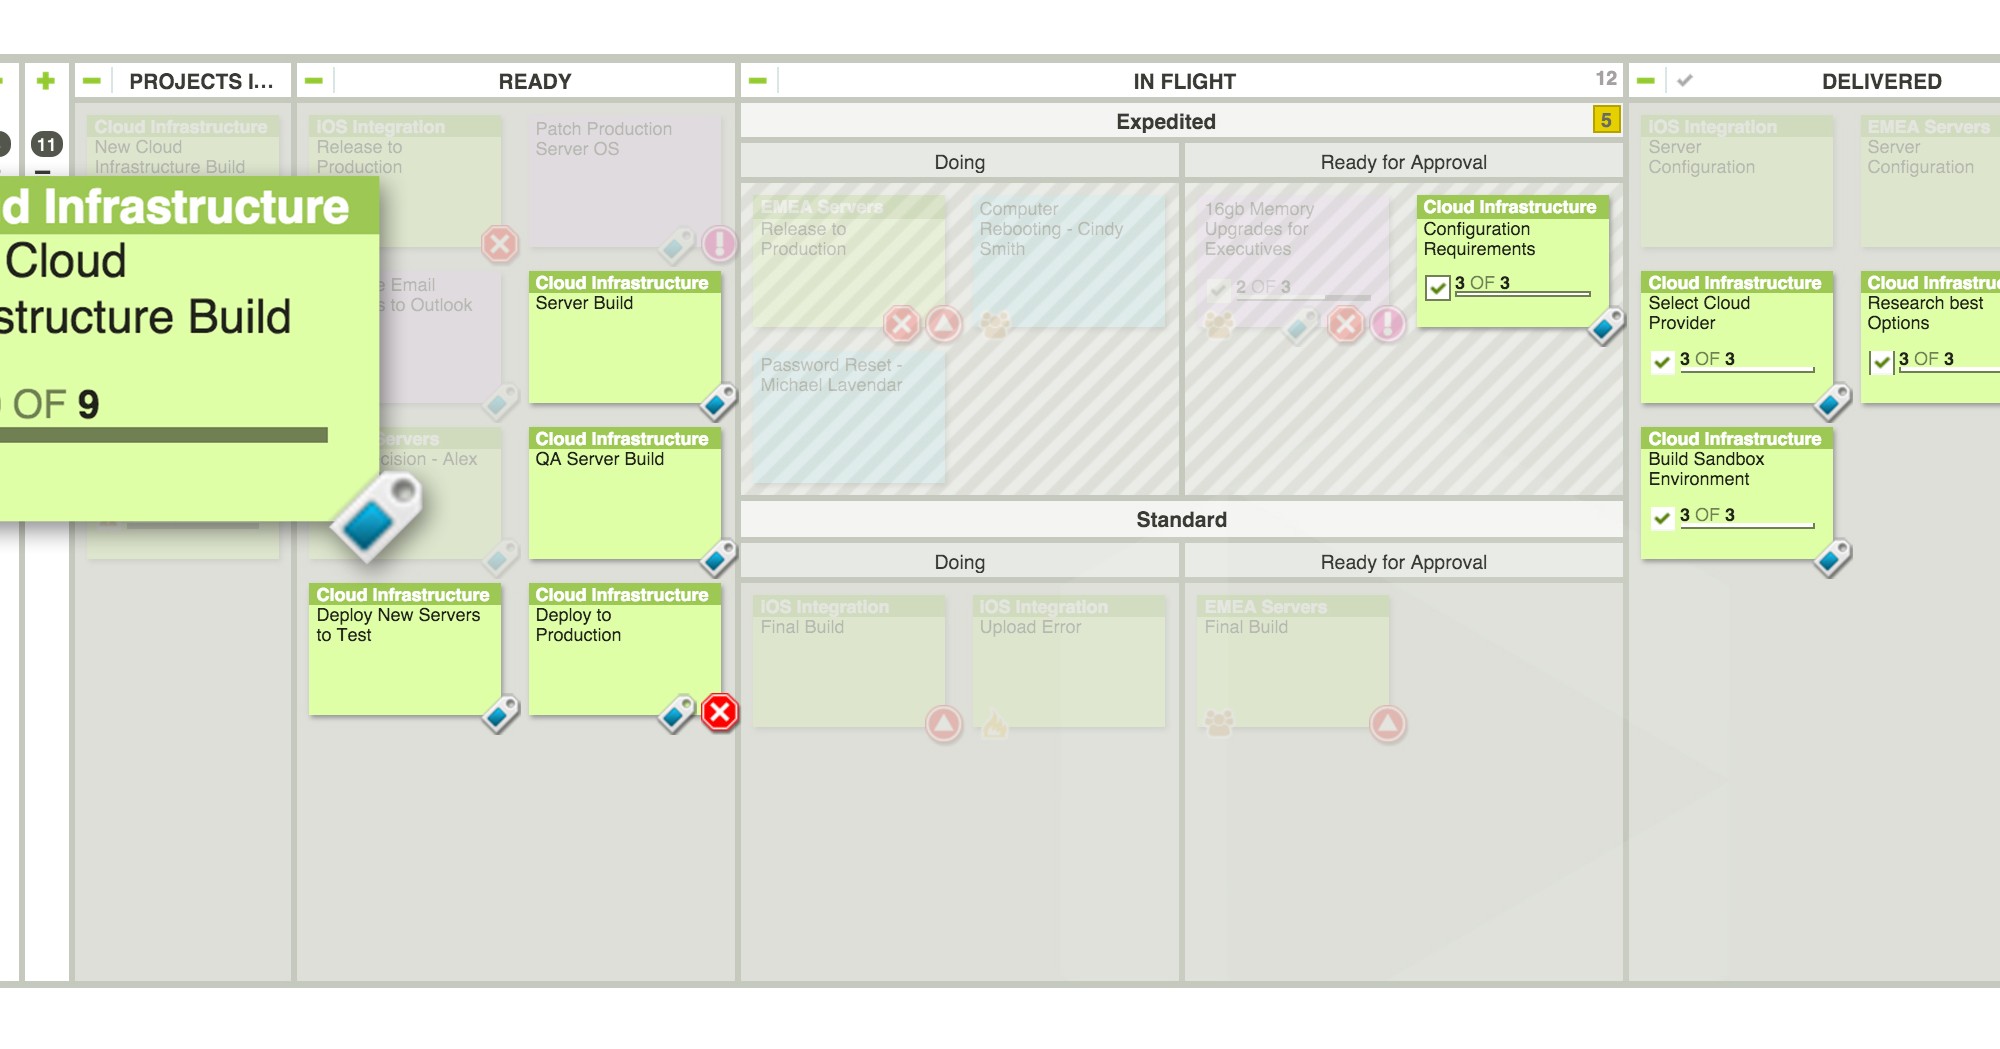 PROJECTS I...
READY
IN FLIGHT
12
DELIVERED
11
Expedited
5
Doing
Ready for Approval
Cloud Infrastructure
New Cloud
Infrastructure Build
d Infrastructure
Cloud
structure Build
OF 9
IOS Integration
Release to
Production
Patch Production
Server OS
Email
s to Outlook
Cloud Infrastructure
Server Build
Servers
cision - Alex
Cloud Infrastructure
QA Server Build
Cloud Infrastructure
Deploy New Servers
to Test
Cloud Infrastructure
Deploy to
Production
EMEA Servers
Release to
Production
Computer
Rebooting - Cindy
Smith
Password Reset -
Michael Lavendar
16gb Memory
Upgrades for
Executives
2 OF 3
Cloud Infrastructure
Configuration
Requirements
3 OF 3
Standard
Doing
Ready for Approval
IOS Integration
Final Build
IOS Integration
Upload Error
EMEA Servers
Final Build
IOS Integration
Server
Configuration
EMEA Servers
Server
Configuration
Cloud Infrastructure
Select Cloud
Provider
3 OF 3
Cloud Infrastruc
Research best
Options
3 OF 3
Cloud Infrastructure
Build Sandbox
Environment
3 OF 3